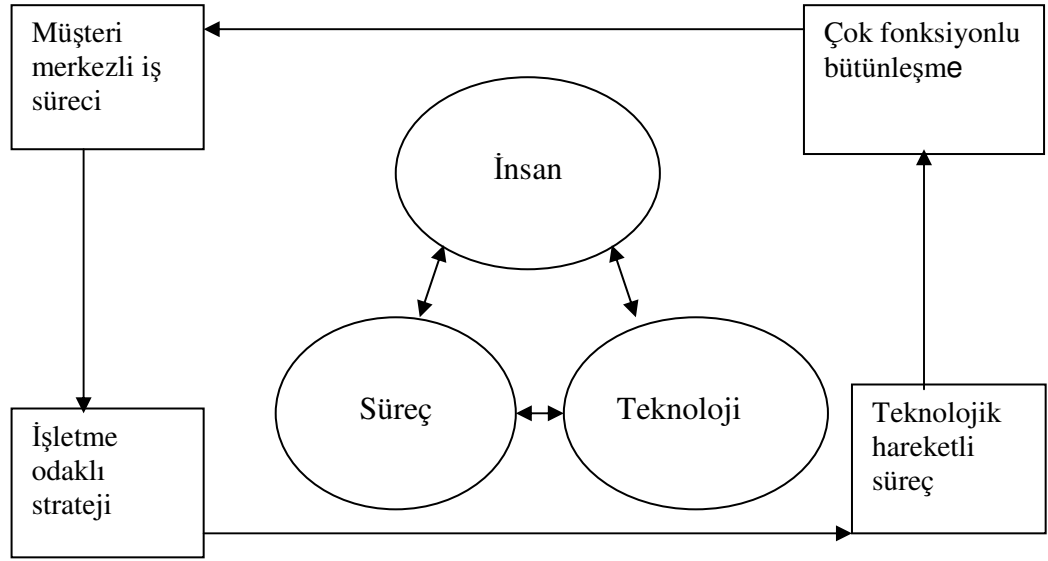 Müşteri
merkezli iş
süreci
Çok fonksiyonlu
bütünleşme
İnsan
Süreç
Teknoloji
İşletme
odaklı
strateji
Teknolojik
hareketli
süreç